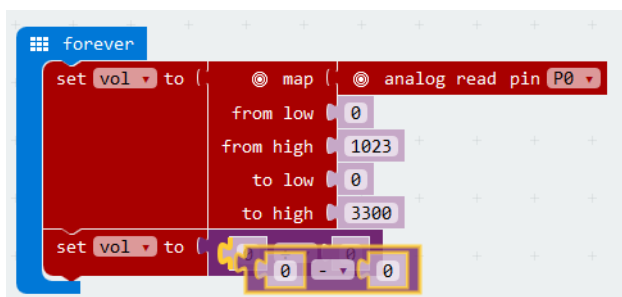 forever
set vol to map analog read pin P0
from low 0
from high 1023
to low 0
to high 3300
set vol to 0 - 0